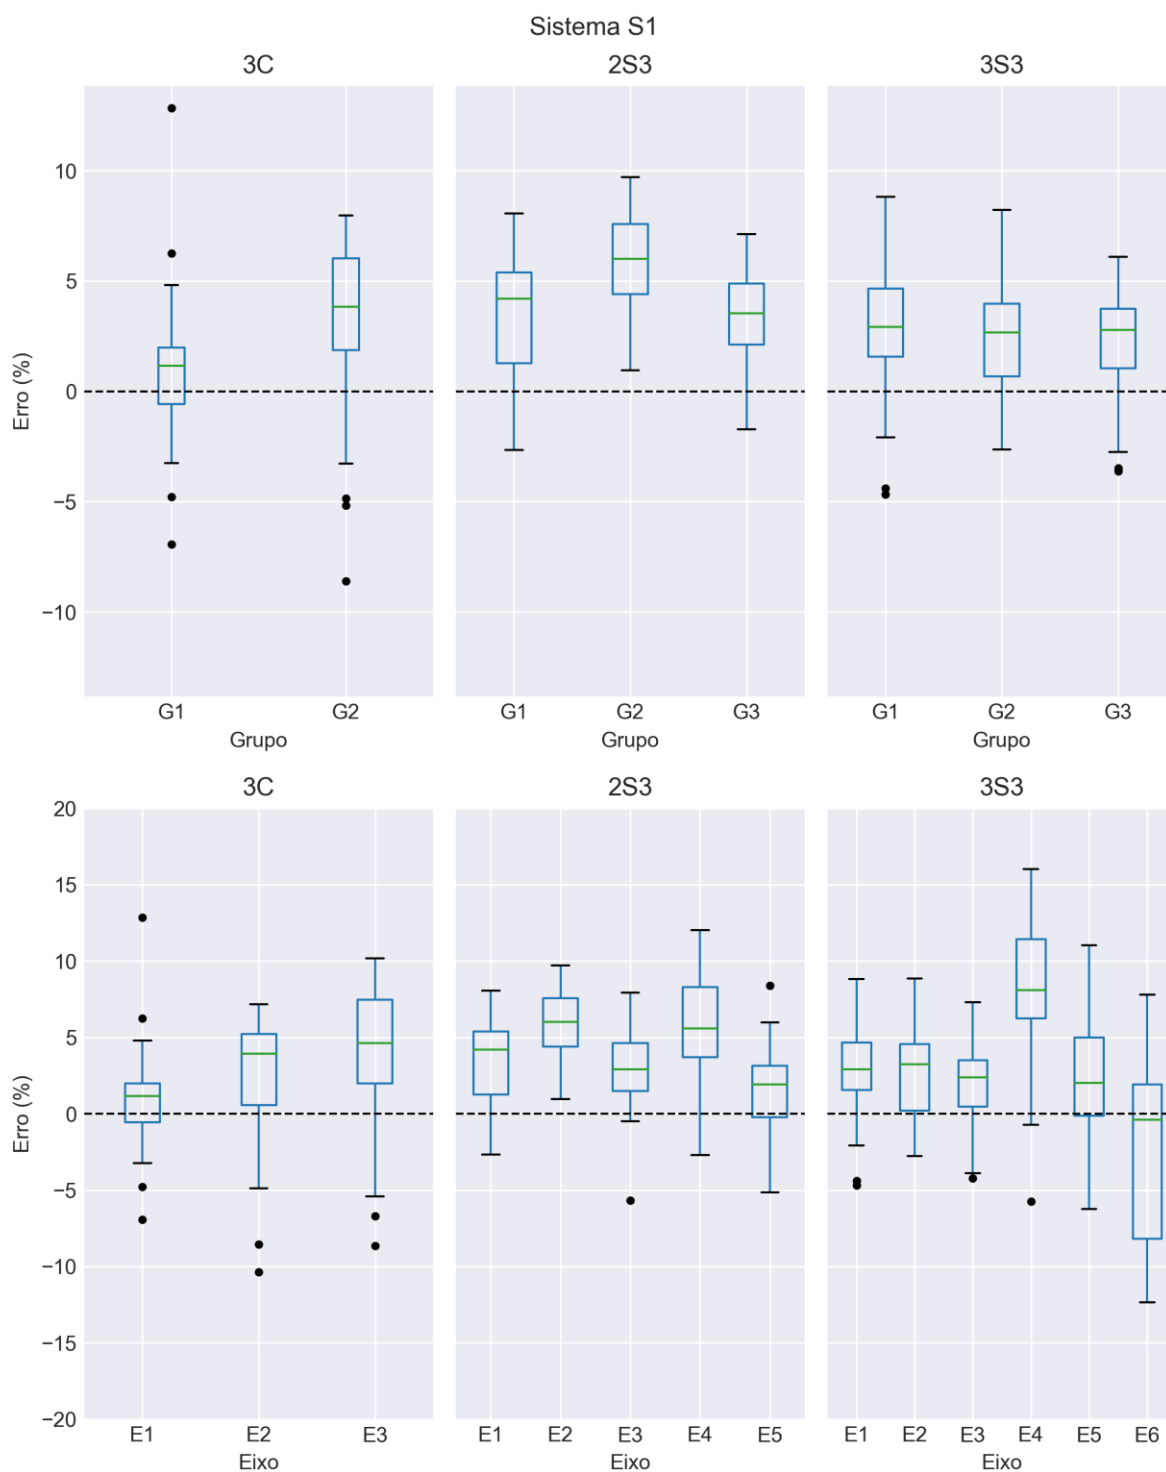 Sistema S1
3C 2S3 3S3
Erro (%)
10
5
0
−5
−10
G1 G2 G1 G2 G3 G1 G2 G3
Grupo Grupo Grupo
3C 2S3 3S3
Erro (%)
20
15
10
5
0
−5
−10
−15
−20
E1 E2 E3 E1 E2 E3 E4 E5 E1 E2 E3 E4 E5 E6
Eixo Eixo Eixo